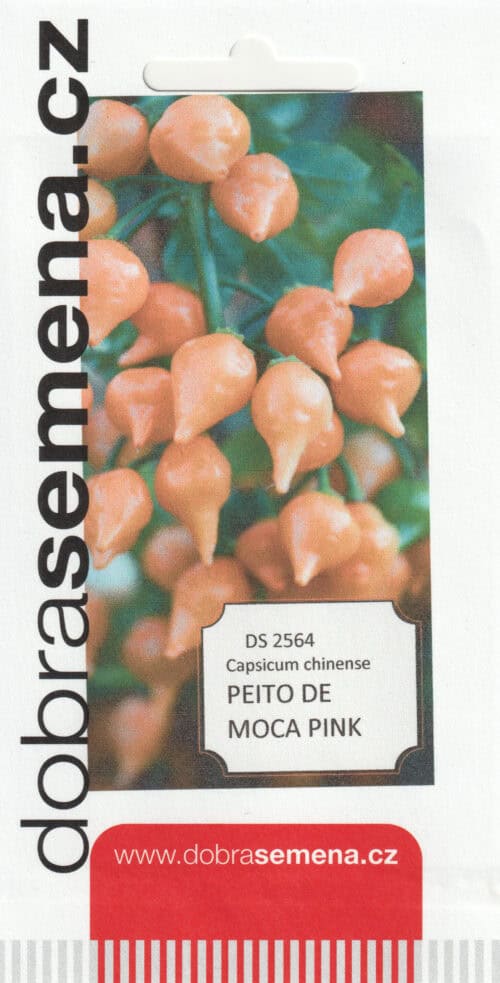 dobrasemena.cz
DS 2564
Capsicum chinense
PEITO DE
MOCA PINK
www.dobrasemena.cz